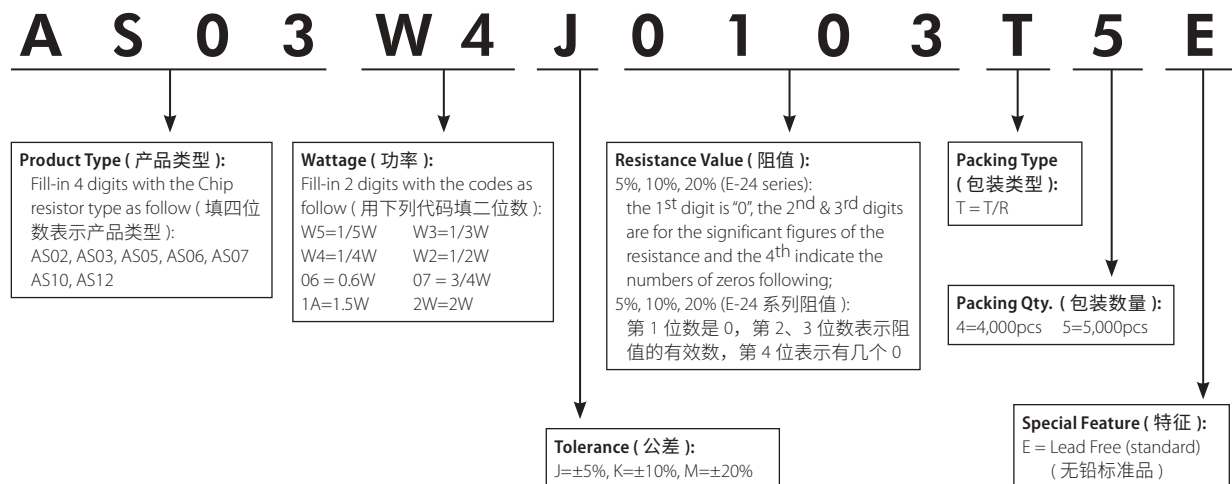 A S 0 3 W 4 J 0 1 0 3 T 5 E
Product Type ( 产品类型 ):
Fill-in 4 digits with the Chip
resistor type as follow ( 填四位
数表示产品类型 ):
AS02, AS03, AS05, AS06, AS07
AS10, AS12
Wattage ( 功率 ):
Fill-in 2 digits with the codes as
follow ( 用下列代码填二位数 ):
W5=1/5W W3=1/3W
W4=1/4W W2=1/2W
06 = 0.6W 07 = 3/4W
1A=1.5W 2W=2W
Resistance Value ( 阻值 ):
5%, 10%, 20% (E-24 series):
the 1st digit is “0”, the 2nd & 3rd digits
are for the significant figures of the
resistance and the 4th indicate the
numbers of zeros following;
5%, 10%, 20% (E-24 系列阻值 ):
第 1 位数是 0，第 2、3 位数表示阻
值的有效数，第 4 位表示有几个 0
Packing Type
( 包装类型 ):
T = T/R
Packing Qty. ( 包装数量 ):
4=4,000pcs 5=5,000pcs
Tolerance ( 公差 ):
J=±5%, K=±10%, M=±20%
Special Feature ( 特征 ):
E = Lead Free (standard)
( 无铅标准品 )